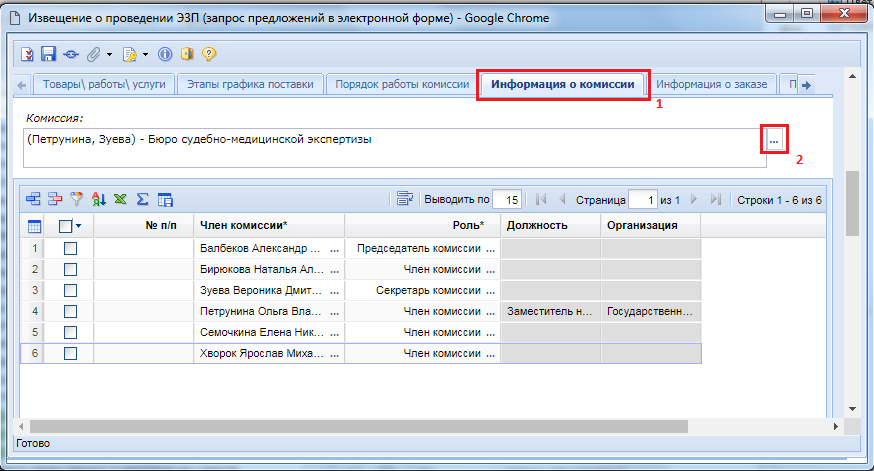 Извещение о проведении ЭЗП (запрос предложений в электронной форме) - Google Chrome
Товары\ работы\ услуги Этапы графика поставки Порядок работы комиссии Информация о комиссии Информация о заказе П
1
Комиссия:
(Петрунина, Зуева) - Бюро судебно-медицинской экспертизы ...
2
Выводить по 15 Страница 1 из 1 Строки 1 - 6 из 6
№ п/п Член комиссии* Роль* Должность Организация
1 Балбеков Александр ... ... Председатель комиссии ...
2 Бирюкова Наталья Ал... ... Член комиссии ...
3 Зуева Вероника Дмит... ... Секретарь комиссии ...
4 Петрунина Ольга Вла... ... Член комиссии ... Заместитель н... Государственн...
5 Семочкина Елена Ник... ... Член комиссии ...
6 Хворок Ярослав Миха... ... Член комиссии ...
Готово